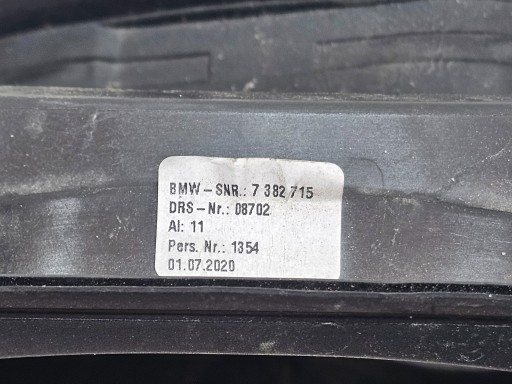 BMW-SNR.: 7 382 715
DRS-Nr.: 08702
AI: 11
Pers. Nr.: 1354
01.07.2020